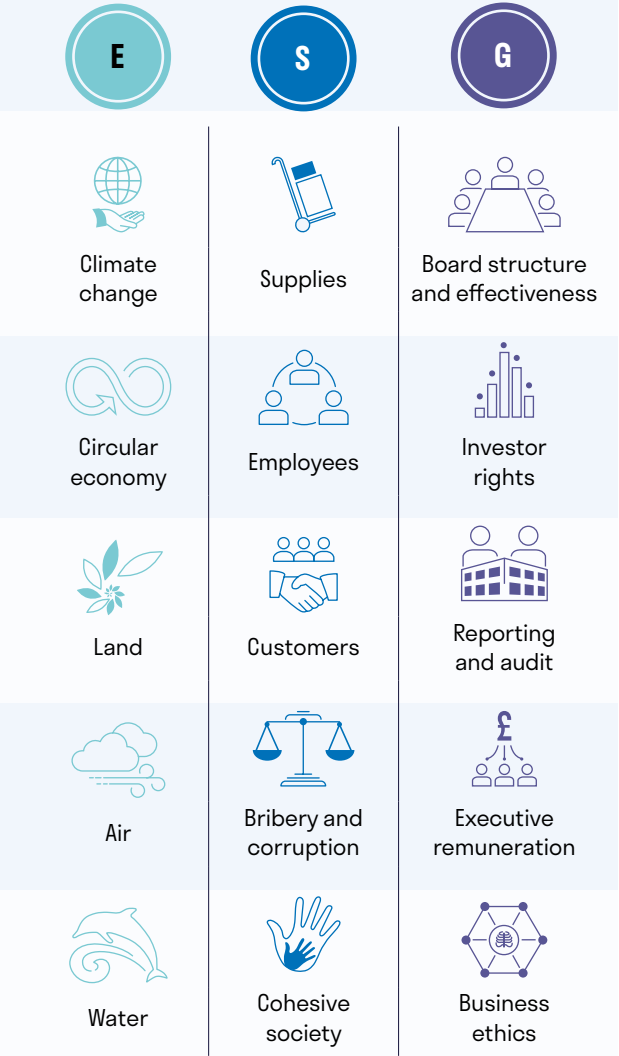 E
S
G
Climate
change
Supplies
Board structure
and effectiveness
Circular
economy
Employees
Investor
rights
Land
Customers
Reporting
and audit
Air
Bribery and
corruption
£
Executive
remuneration
Water
Cohesive
society
Business
ethics